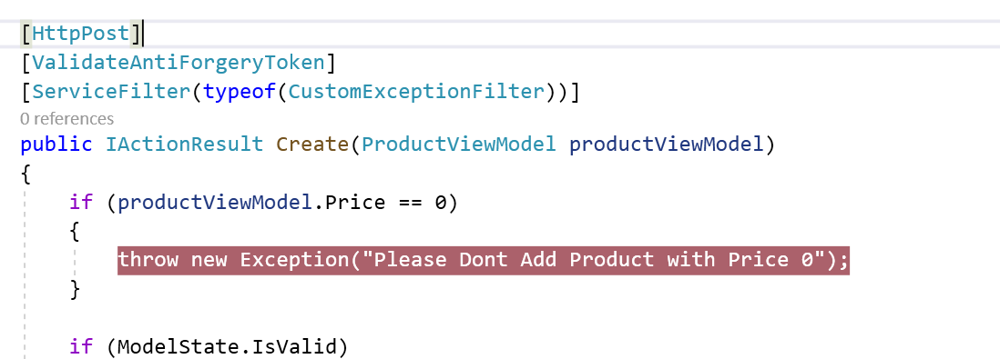 [HttpPost]
[ValidateAntiForgeryToken]
[ServiceFilter(typeof(CustomExceptionFilter))]
0 references
public IActionResult Create(ProductViewModel productViewModel)
{
if (productViewModel.Price == 0)
{
throw new Exception("Please Dont Add Product with Price 0");
}
if (ModelState.IsValid)